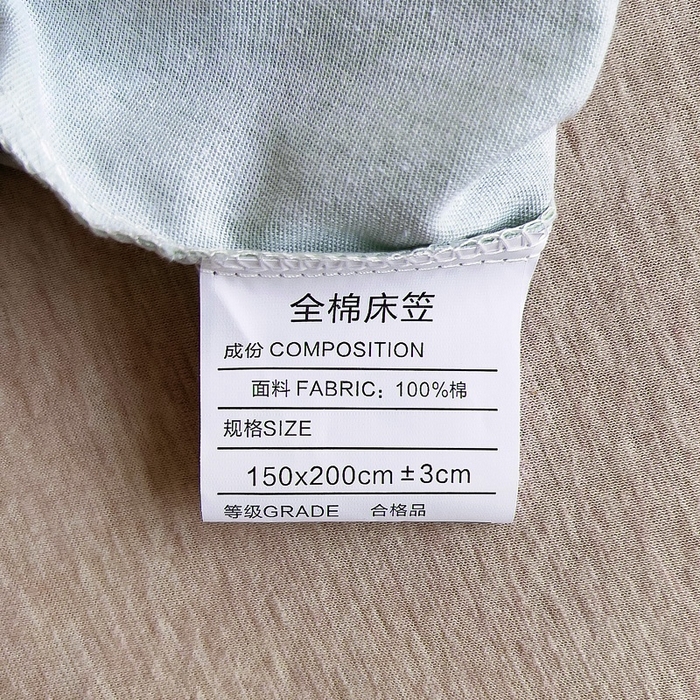 全棉床笠
成份 COMPOSITION
面料 FABRIC：100%棉
规格SIZE
150x200cm ±3cm
等级GRADE 合格品